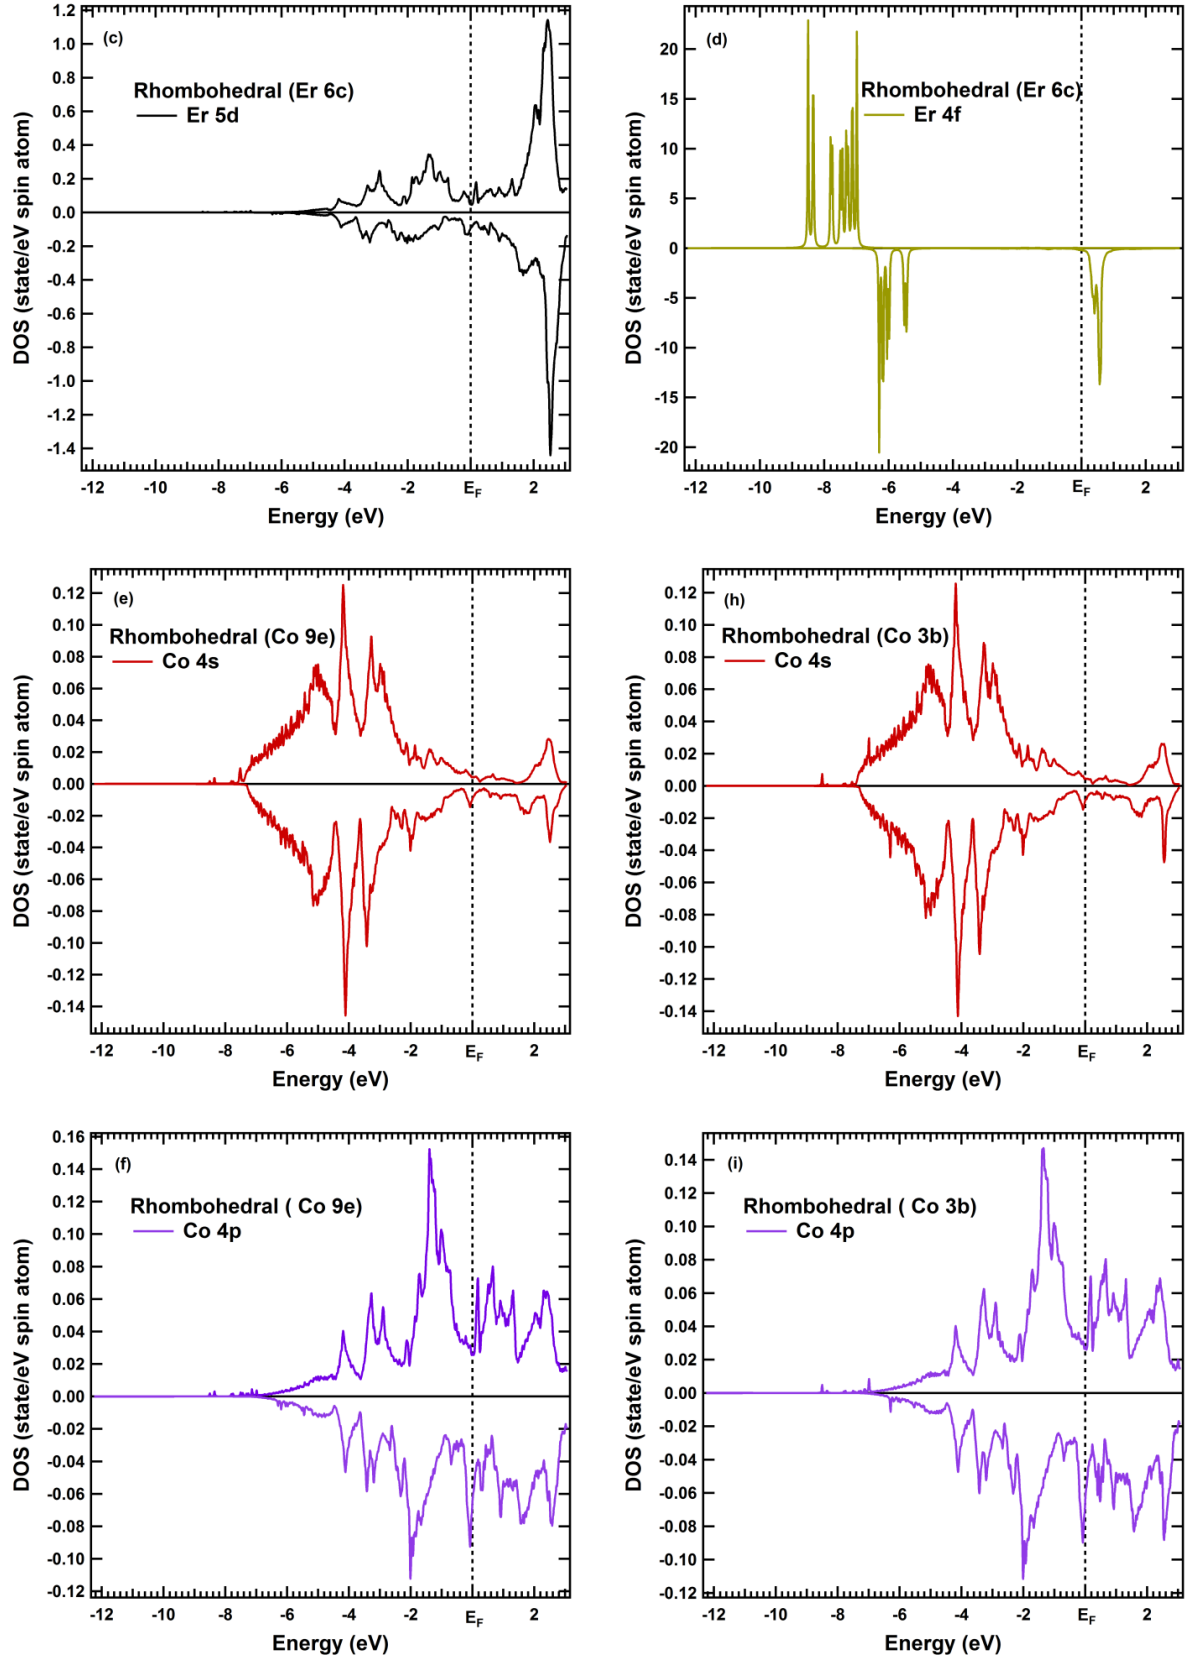 (c)
Rhombohedral (Er 6c)
Er 5d
DOS (state/eV spin atom)
1.2
1.0
0.8
0.6
0.4
0.2
0.0
-0.2
-0.4
-0.6
-0.8
-1.0
-1.2
-1.4
-12 -10 -8 -6 -4 -2 EF 2
Energy (eV)
(d)
Rhombohedral (Er 6c)
Er 4f
DOS (state/eV spin atom)
20
15
10
5
0
-5
-10
-15
-20
-12 -10 -8 -6 -4 -2 EF 2
Energy (eV)
(e)
Rhombohedral (Co 9e)
Co 4s
DOS (state/eV spin atom)
0.12
0.10
0.08
0.06
0.04
0.02
0.00
-0.02
-0.04
-0.06
-0.08
-0.10
-0.12
-0.14
-12 -10 -8 -6 -4 -2 EF 2
Energy (eV)
(h)
Rhombohedral (Co 3b)
Co 4s
DOS (state/eV spin atom)
0.12
0.10
0.08
0.06
0.04
0.02
0.00
-0.02
-0.04
-0.06
-0.08
-0.10
-0.12
-0.14
-12 -10 -8 -6 -4 -2 EF 2
Energy (eV)
(f)
Rhombohedral ( Co 9e)
Co 4p
DOS (state/eV spin atom)
0.16
0.14
0.12
0.10
0.08
0.06
0.04
0.02
0.00
-0.02
-0.04
-0.06
-0.08
-0.10
-0.12
-12 -10 -8 -6 -4 -2 EF 2
Energy (eV)
(i)
Rhombohedral ( Co 3b)
Co 4p
DOS (state/eV spin atom)
0.14
0.12
0.10
0.08
0.06
0.04
0.02
0.00
-0.02
-0.04
-0.06
-0.08
-0.10
-0.12
-12 -10 -8 -6 -4 -2 EF 2
Energy (eV)